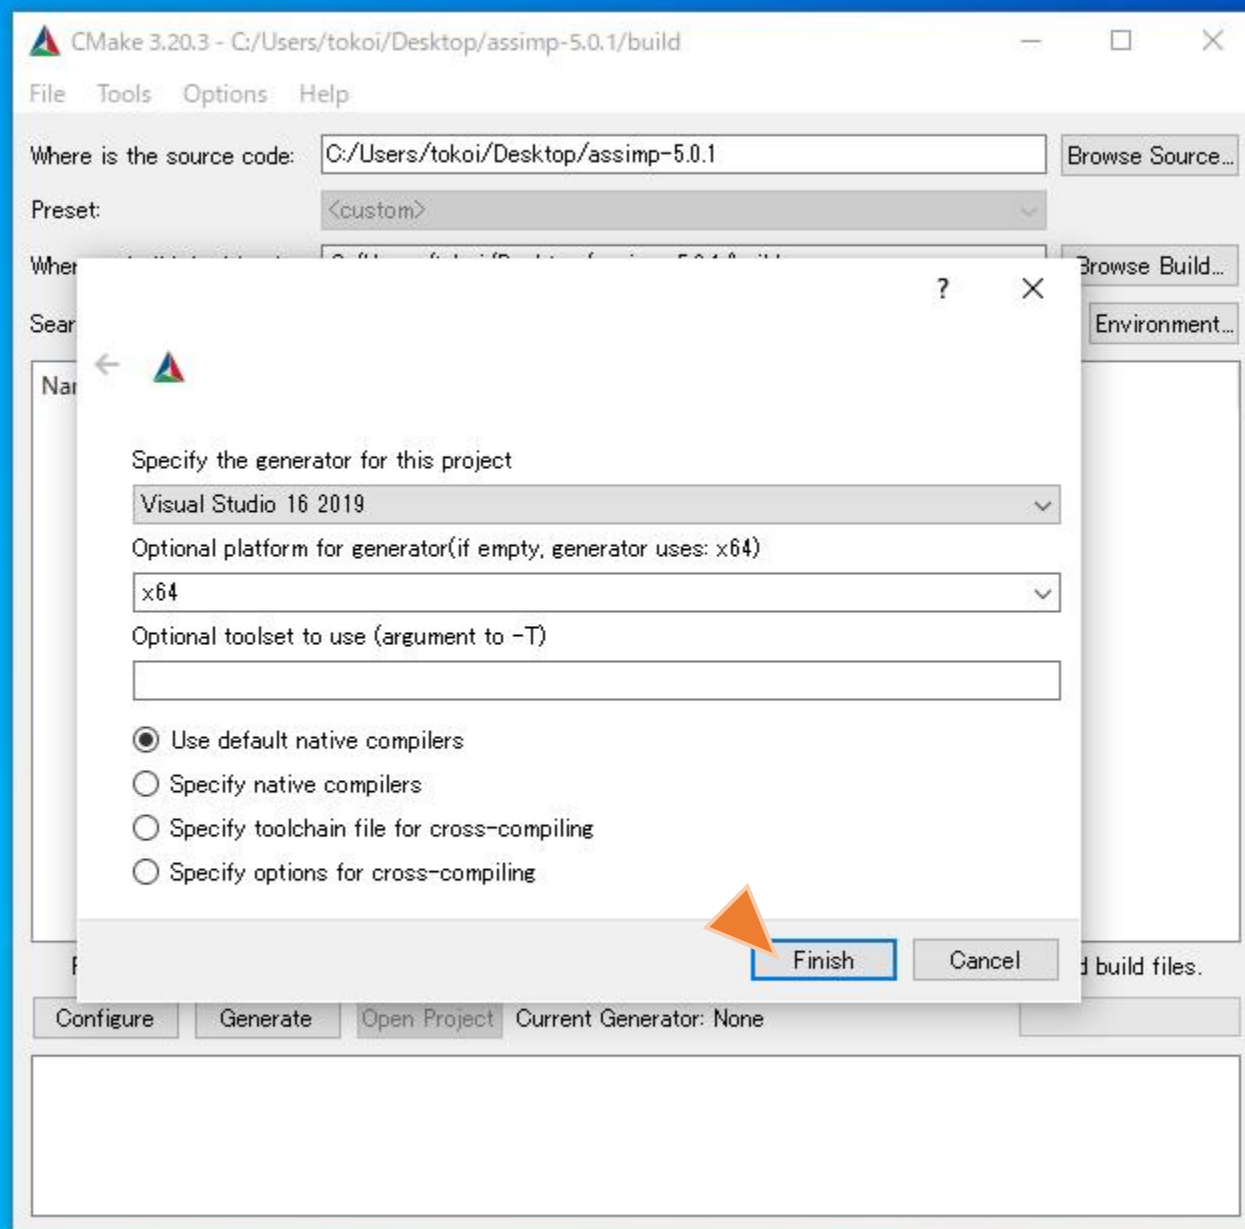 CMake 3.20.3 - C:/Users/tokoi/Desktop/assimp-5.0.1/build
File Tools Options Help
Where is the source code: C:/Users/tokoi/Desktop/assimp-5.0.1 Browse Source...
Preset: <custom>
Browse Build...
?
Environment...
Specify the generator for this project
Visual Studio 16 2019
Optional platform for generator(if empty, generator uses: x64)
x64
Optional toolset to use (argument to -T)
Use default native compilers
Specify native compilers
Specify toolchain file for cross-compiling
Specify options for cross-compiling
Finish Cancel
build files.
Configure Generate Open Project Current Generator: None